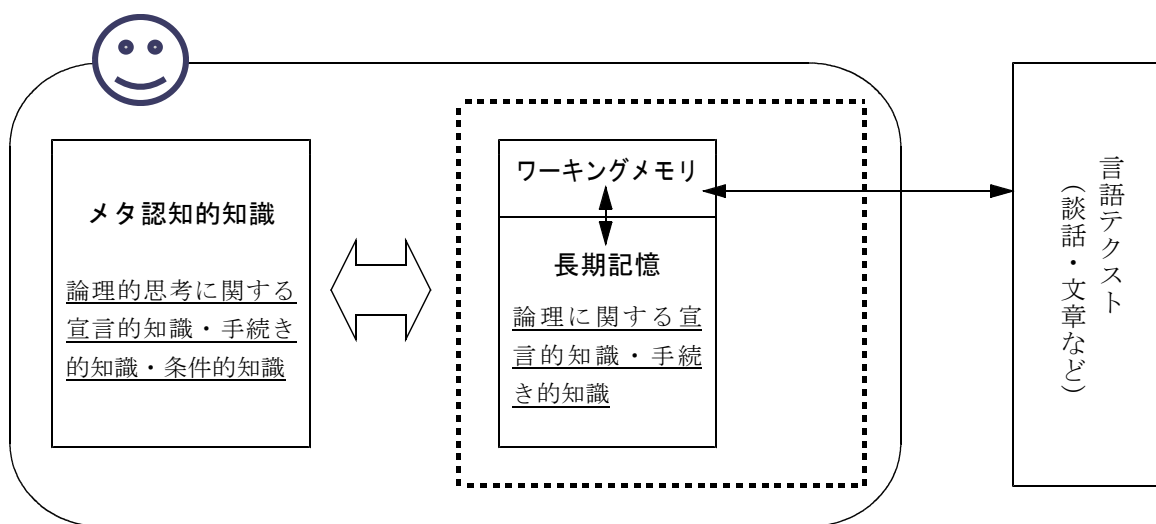 メタ認知的知識
論理的思考に関する
宣言的知識・手続き
的知識・条件的知識
ワーキングメモリ
長期記憶
論理に関する宣
言的知識・手続
き的知識
言語テクスト
(談話・文章など)